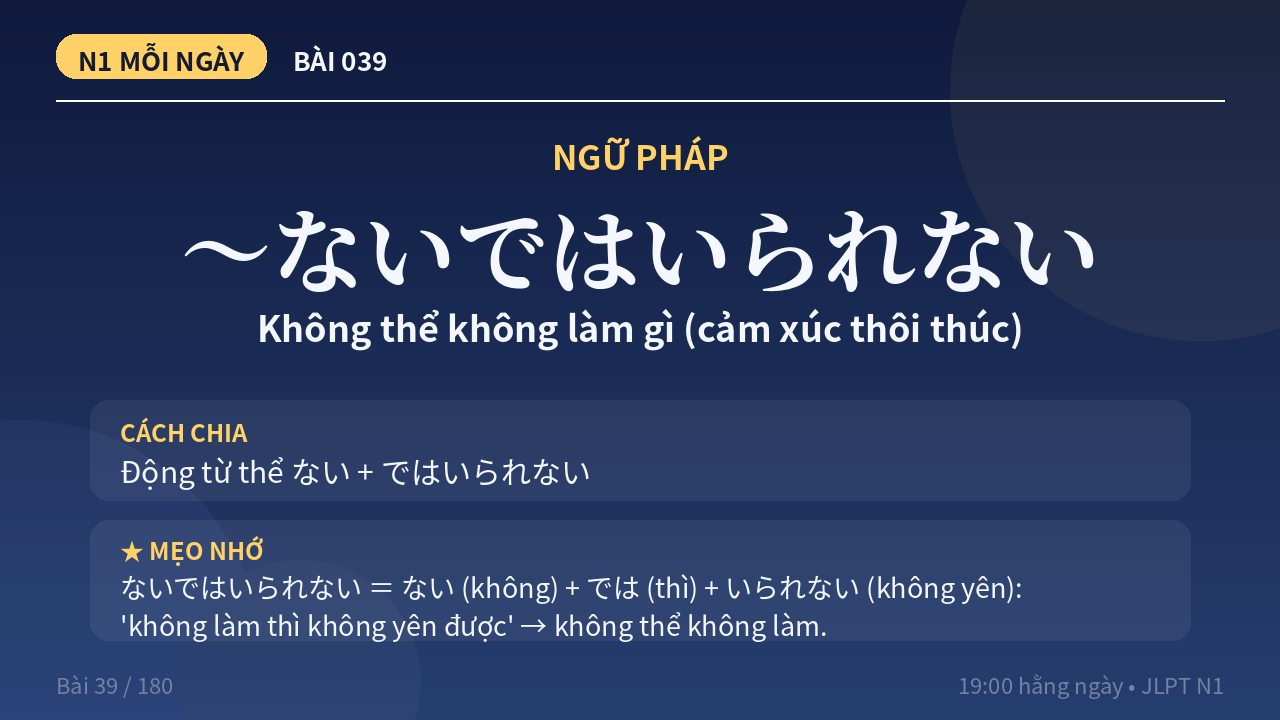 N1 MỖI NGÀY
BÀI 039
NGỮ PHÁP
～ないではいられない
Không thể không làm gì (cảm xúc thôi thúc)
CÁCH CHIA
Động từ thể ない + ではいられない
★ MẸO NHỚ
ないではいられない ＝ ない (không) + では (thì) + いられない (không yên):
'không làm thì không yên được' → không thể không làm.
Bài 39 / 180
19:00 hằng ngày • JLPT N1